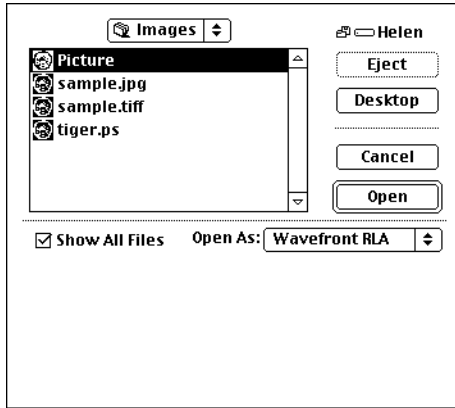 Images
Helen
Picture
sample.jpg
sample.tiff
tiger.ps
Eject
Desktop
Cancel
Open
Show All Files
Open As: Wavefront RLA